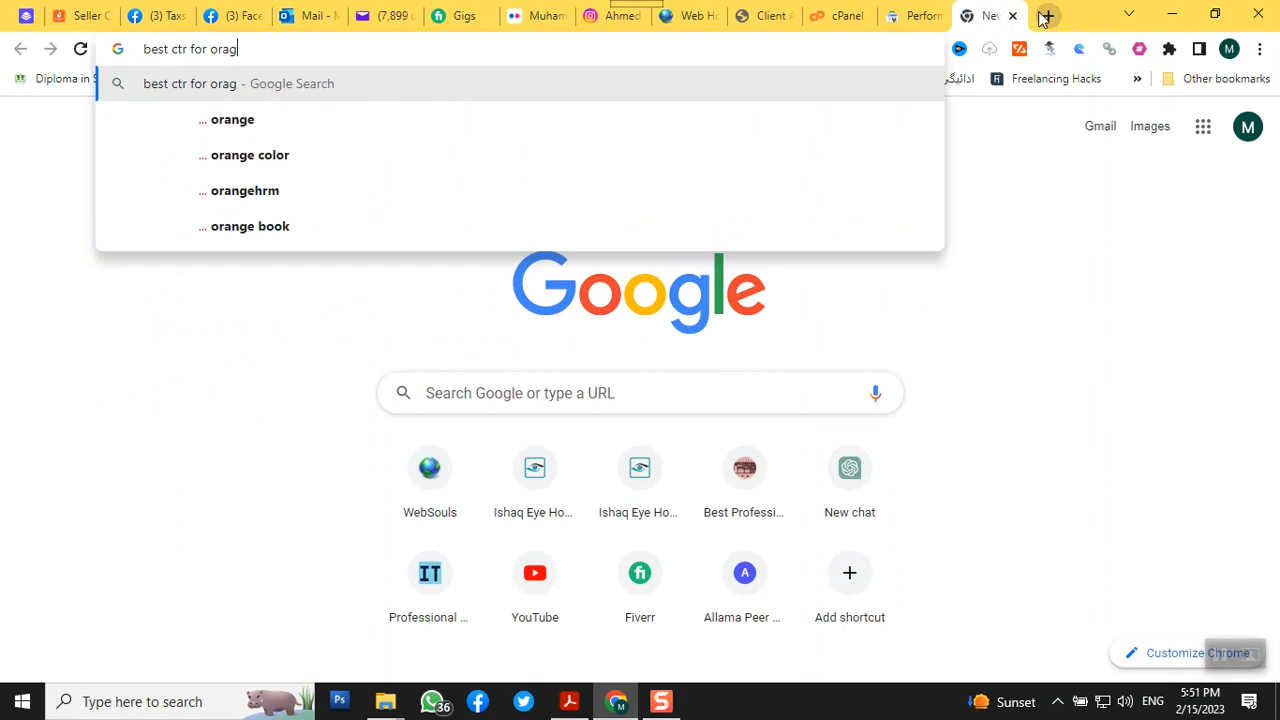 Seller C
(3) Taxs
(3) Face
Mail -
(7,899 u
Gigs
Muham
Ahmed
Web Ho
Client A
cPanel
Perform
New
best ctr for orag
Diploma in S
ادائیگی
Freelancing Hacks
»
Other bookmarks
best ctr for orag - Google Search
... orange
... orange color
... orangehrm
... orange book
Gmail Images M
Google
Search Google or type a URL
WebSouls
Ishaq Eye Ho...
Ishaq Eye Ho...
Best Professi...
New chat
IT
A
Professional ...
YouTube
Fiverr
Allama Peer ...
Add shortcut
Customize Chrome
Type here to search
Ps
36
Sunset
ENG
5:51 PM
2/15/2023